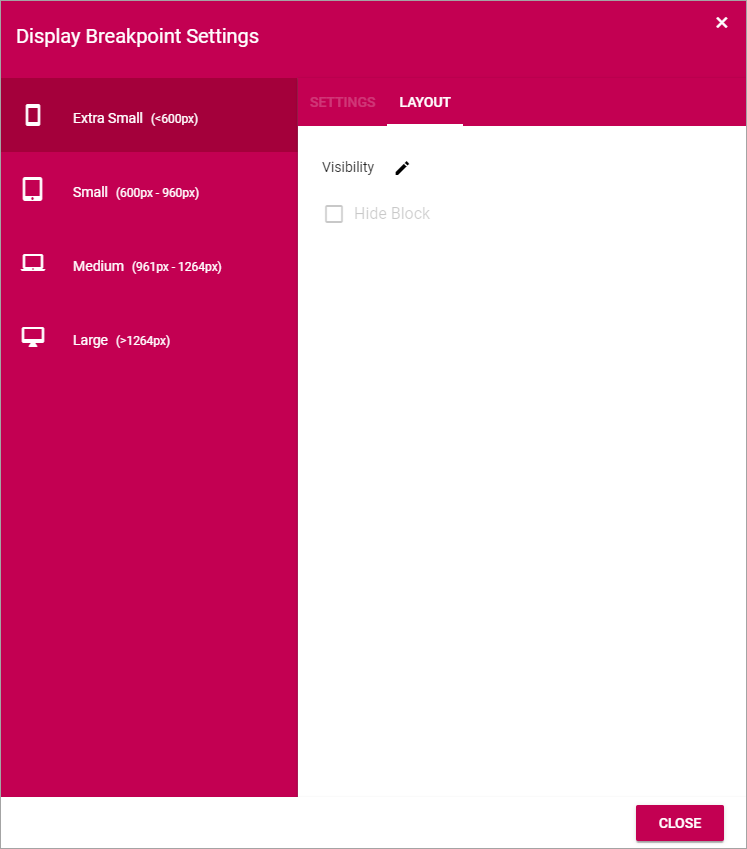 Display Breakpoint Settings
Extra Small (<600px)
Small (600px - 960px)
Medium (961px - 1264px)
Large (>1264px)
SETTINGS LAYOUT
Visibility
Hide Block
CLOSE